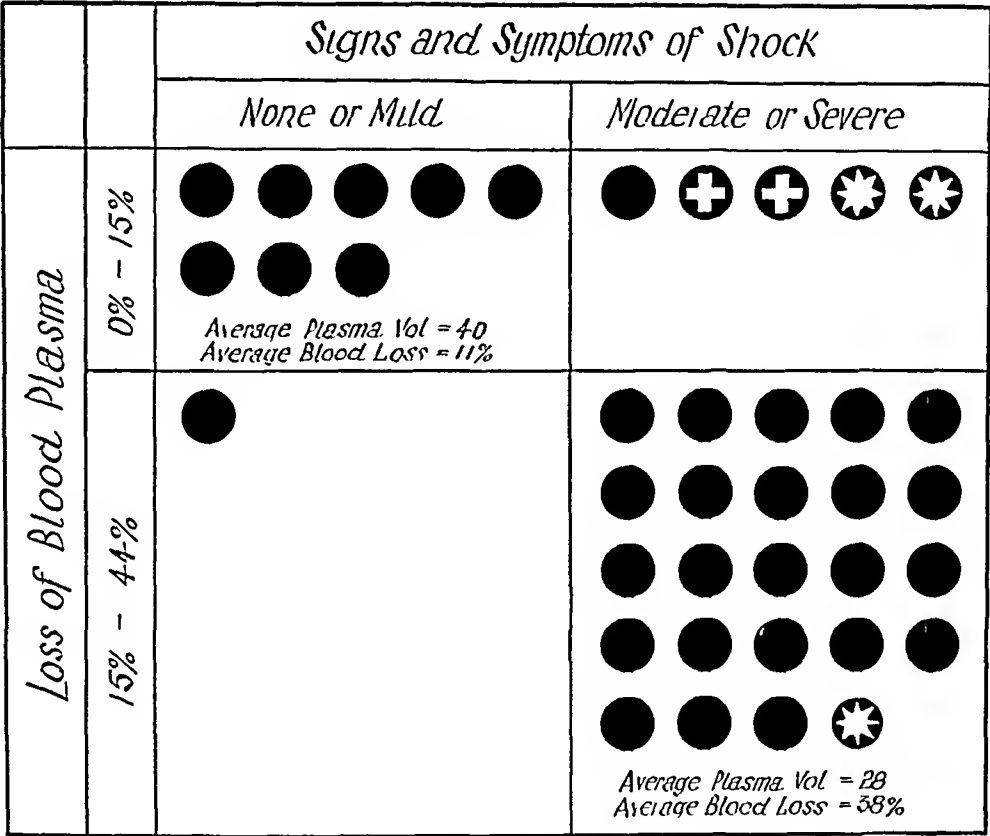 Signs and Symptoms of Shock
None or Mild
Moderate or Severe
Loss of Blood Plasma
0% – 15%
Average Plasma Vol = 40
Average Blood Loss = 11%
15% – 44%
Average Plasma Vol = 28
Average Blood Loss = 38%